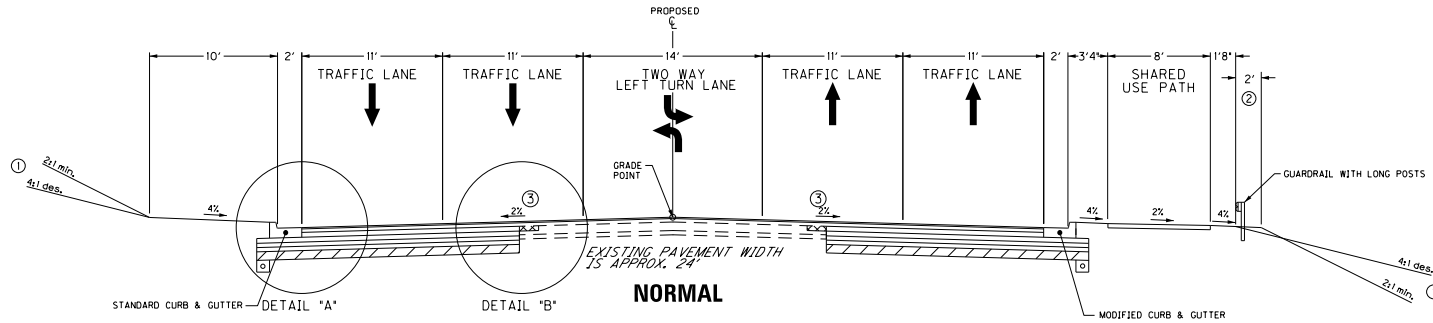 PROPOSED
℄
10' 2' 11' 11' 14' 11' 11' 2' 3'4" 8' 1'8"
TRAFFIC LANE TRAFFIC LANE TWO WAY LEFT TURN LANE TRAFFIC LANE TRAFFIC LANE SHARED USE PATH
2'
②
① 2:1 min.
4:1 des.
GRADE
POINT
GUARDRAIL WITH LONG POSTS
③ ③
4% 2% 2% 4% 2% 4%
EXISTING PAVEMENT WIDTH
IS APPROX. 24'
4:1 des.
2:1 min.
STANDARD CURB & GUTTER DETAIL "A" DETAIL "B" NORMAL
MODIFIED CURB & GUTTER